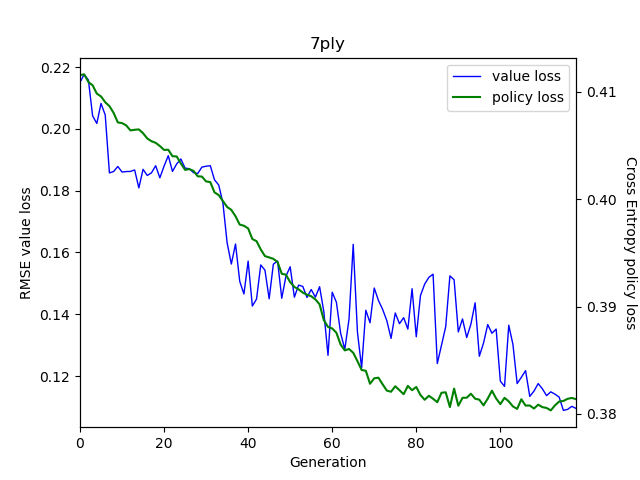 7ply
value loss
policy loss
0.22
0.20
0.18
0.16
0.14
0.12
RMSE value loss
0.41
0.40
0.39
0.38
Cross Entropy policy loss
0 20 40 60 80 100
Generation